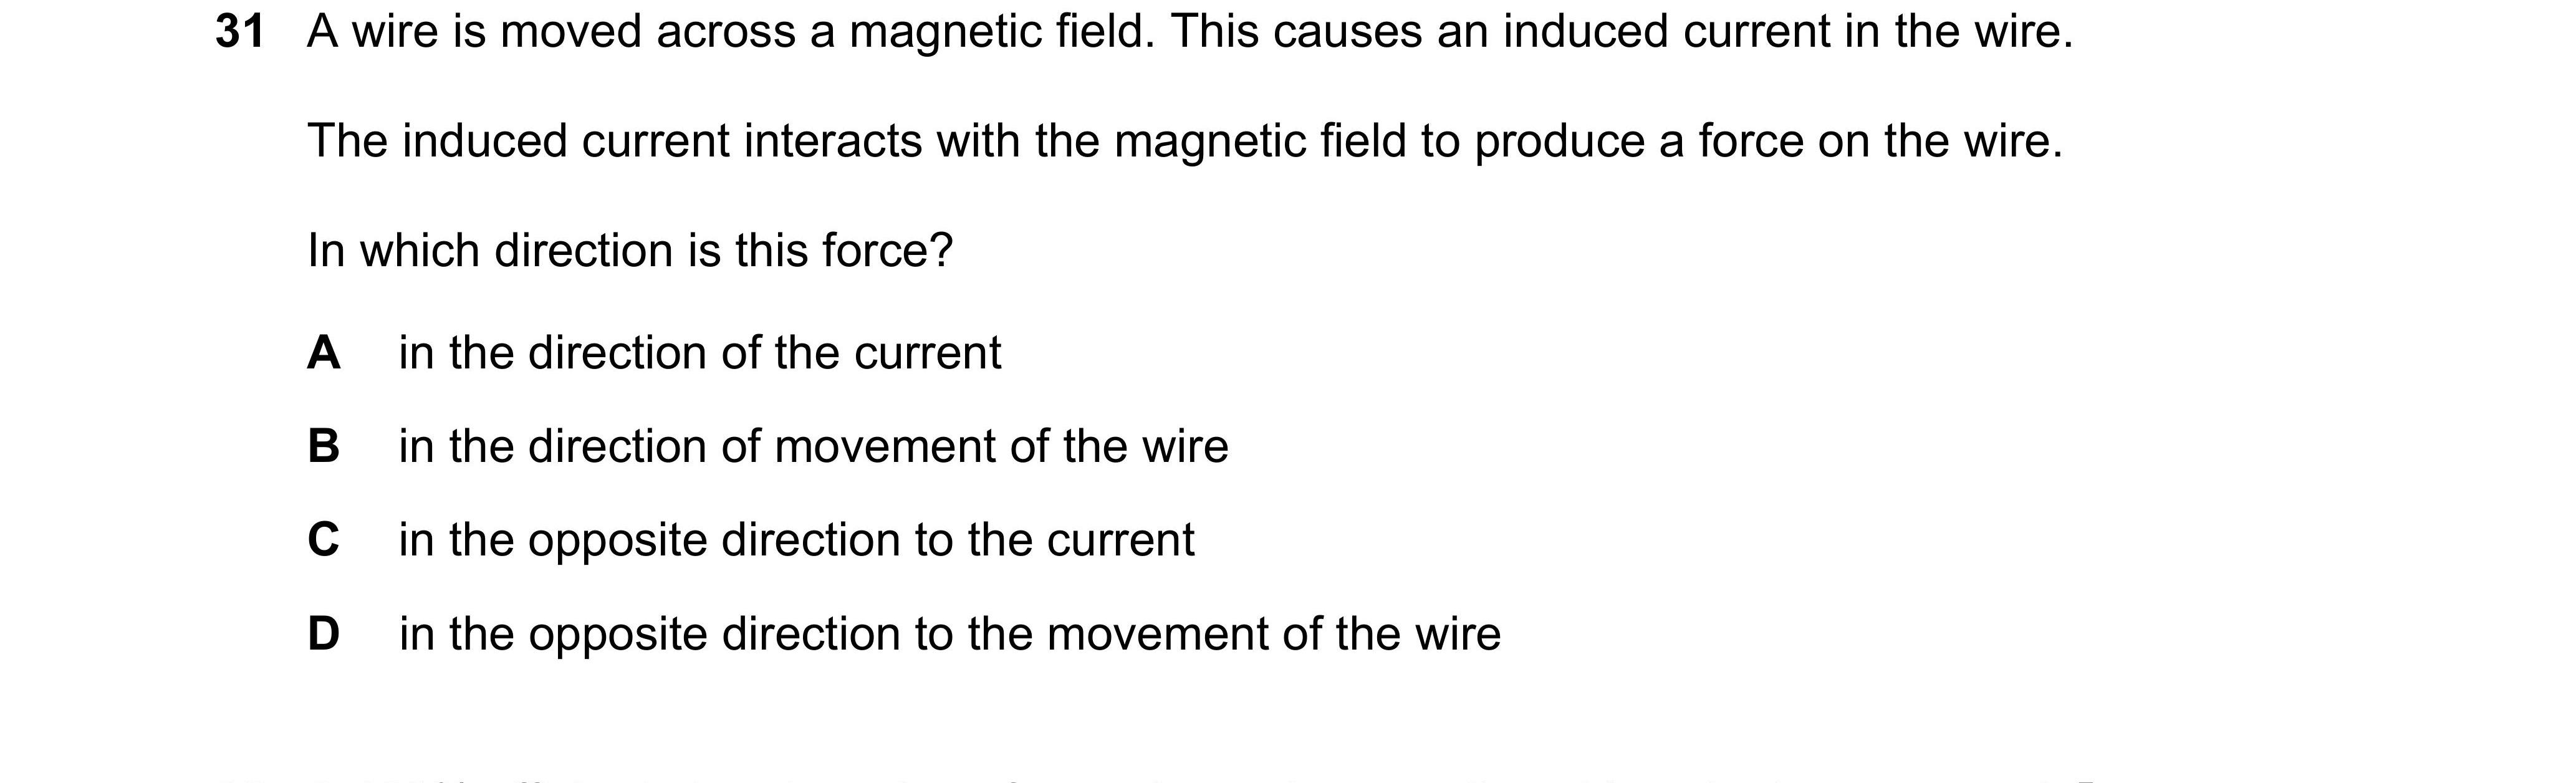 31 A wire is moved across a magnetic field. This causes an induced current in the wire.
The induced current interacts with the magnetic field to produce a force on the wire.
In which direction is this force?
A in the direction of the current
B in the direction of movement of the wire
C in the opposite direction to the current
D in the opposite direction to the movement of the wire